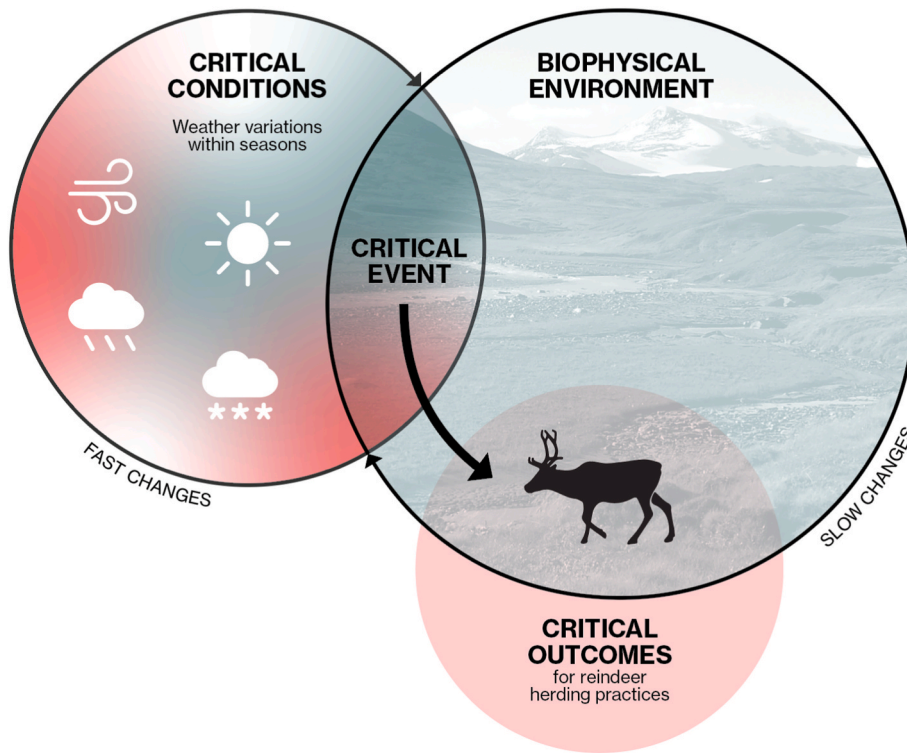 CRITICAL
CONDITIONS
Weather variations
within seasons
BIOPHYSICAL
ENVIRONMENT
CRITICAL
EVENT
FAST CHANGES
SLOW CHANGES
CRITICAL
OUTCOMES
for reindeer
herding practices